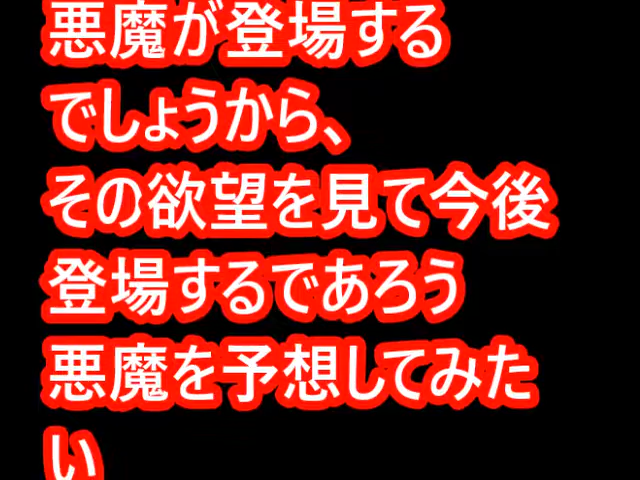 悪魔が登場する
でしょうから、
その欲望を見て今後
登場するであろう
悪魔を予想してみた
い